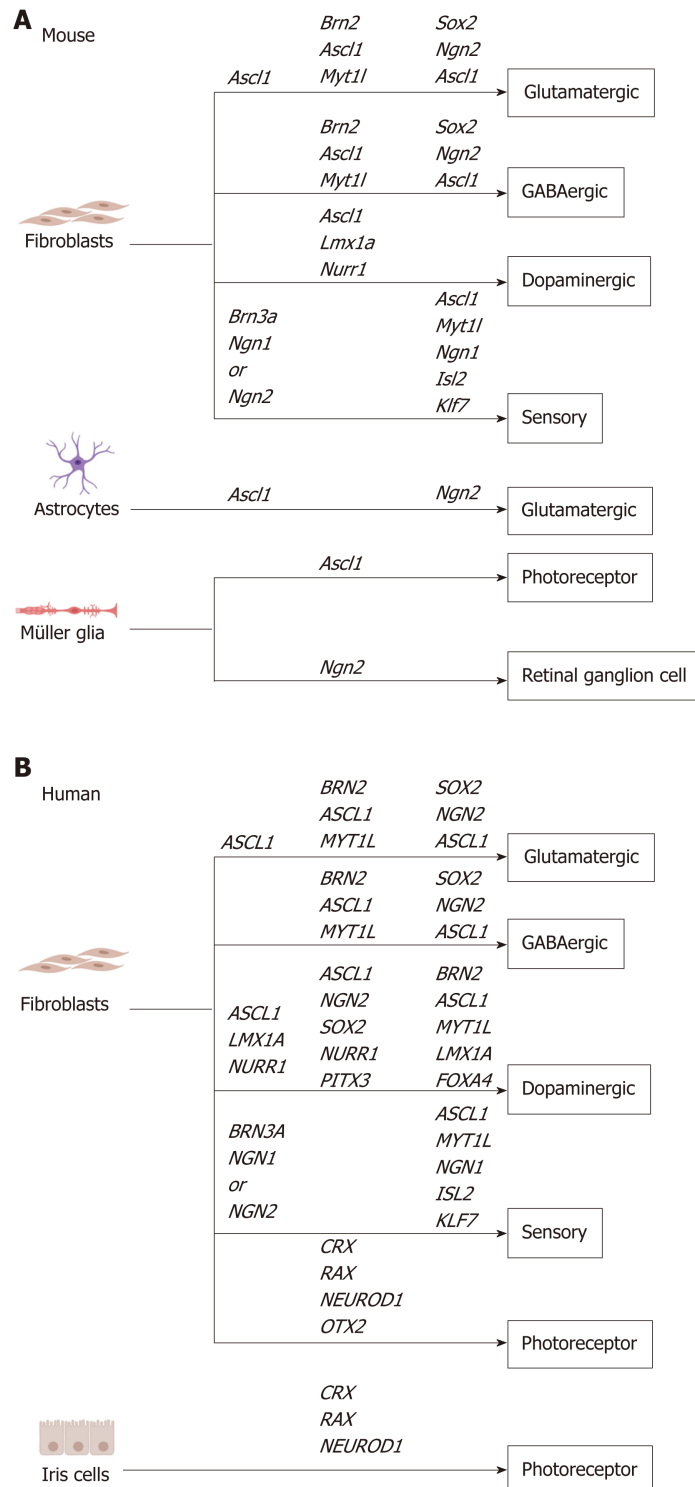 A
Mouse
Brn2 Sox2
Ascl1 Ngn2
Ascl1 Myt1l Ascl1
Glutamatergic
Brn2 Sox2
Ascl1 Ngn2
Myt1l Ascl1
GABAergic
Fibroblasts
Ascl1
Lmx1a
Nurr1
Dopaminergic
Brn3a
Ngn1
or
Ngn2
Ascl1
Myt1l
Ngn1
Isl2
Klf7
Sensory
Astrocytes
Ascl1 Ngn2
Glutamatergic
Müller glia
Ascl1
Photoreceptor
Ngn2
Retinal ganglion cell
B
Human
BRN2 SOX2
ASCL1 NGN2
ASCL1 MYT1L ASCL1
Glutamatergic
BRN2 SOX2
ASCL1 NGN2
MYT1L ASCL1
GABAergic
Fibroblasts
ASCL1
LMX1A
NURR1
ASCL1
NGN2
SOX2
NURR1
PITX3
BRN2
ASCL1
MYT1L
LMX1A
FOXA4
Dopaminergic
BRN3A
NGN1
or
NGN2
ASCL1
MYT1L
NGN1
ISL2
KLF7
Sensory
CRX
RAX
NEUROD1
OTX2
Photoreceptor
Iris cells
CRX
RAX
NEUROD1
Photoreceptor